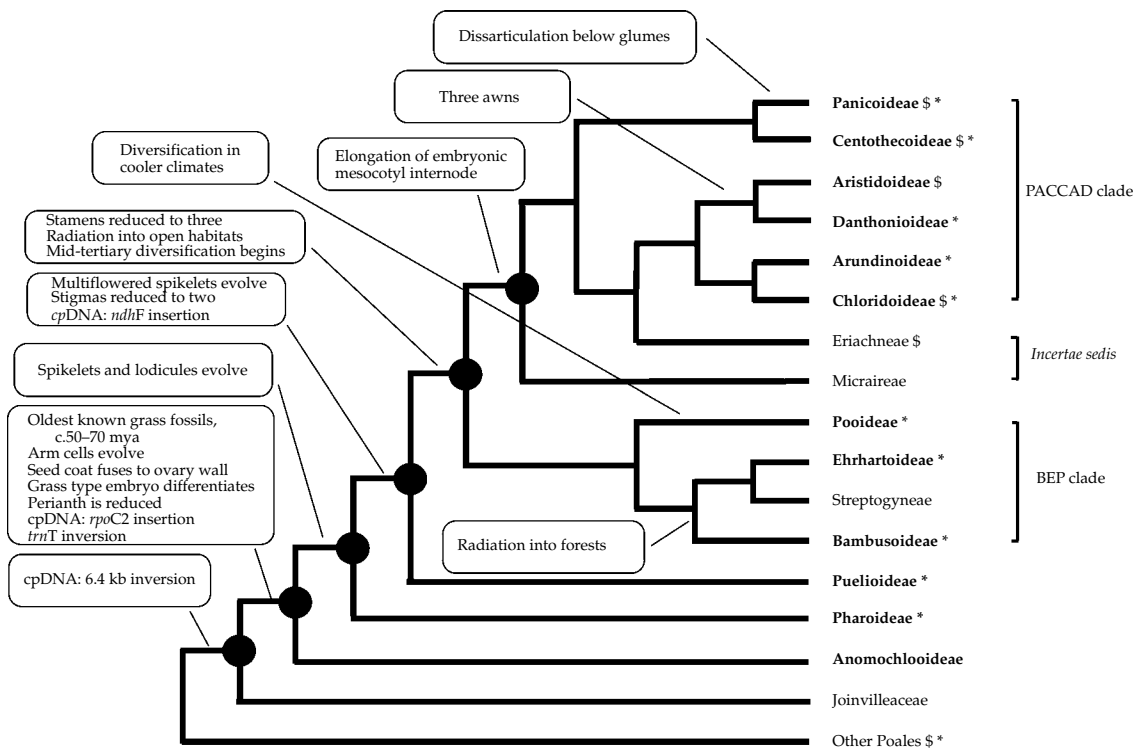 Dissarticulation below glumes
Three awns
Diversification in
cooler climates
Elongation of embryonic
mesocotyl internode
Stamens reduced to three
Radiation into open habitats
Mid-tertiary diversification begins
Multiflowered spikelets evolve
Stigmas reduced to two
cpDNA: ndhF insertion
Spikelets and lodicules evolve
Oldest known grass fossils,
c.50–70 mya
Arm cells evolve
Seed coat fuses to ovary wall
Grass type embryo differentiates
Perianth is reduced
cpDNA: rpoC2 insertion
trnT inversion
cpDNA: 6.4 kb inversion
Radiation into forests
Panicoideae $ *
Centothecoideae $ *
Aristidoideae $
Danthonioideae *
Arundinoideae *
Chloridoideae $ *
Eriachneae $
Micraireae
Pooideae *
Ehrhartoideae *
Streptogyneae
Bambusoideae *
Puelioideae *
Pharoideae *
Anomochlooideae
Joinvilleaceae
Other Poales $ *
PACCAD clade
Incertae sedis
BEP clade